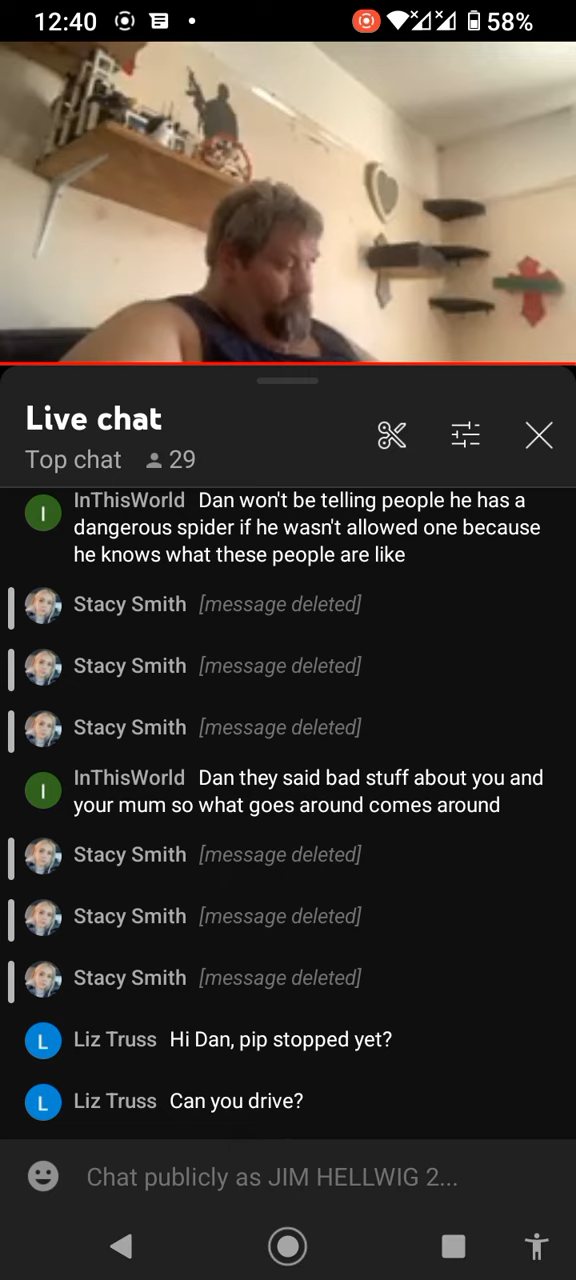 12:40
58%
Live chat
Top chat 29
I InThisWorld Dan won't be telling people he has a
dangerous spider if he wasn't allowed one because
he knows what these people are like
Stacy Smith [message deleted]
Stacy Smith [message deleted]
Stacy Smith [message deleted]
I InThisWorld Dan they said bad stuff about you and
your mum so what goes around comes around
Stacy Smith [message deleted]
Stacy Smith [message deleted]
Stacy Smith [message deleted]
L Liz Truss Hi Dan, pip stopped yet?
L Liz Truss Can you drive?
Chat publicly as JIM HELLWIG 2...